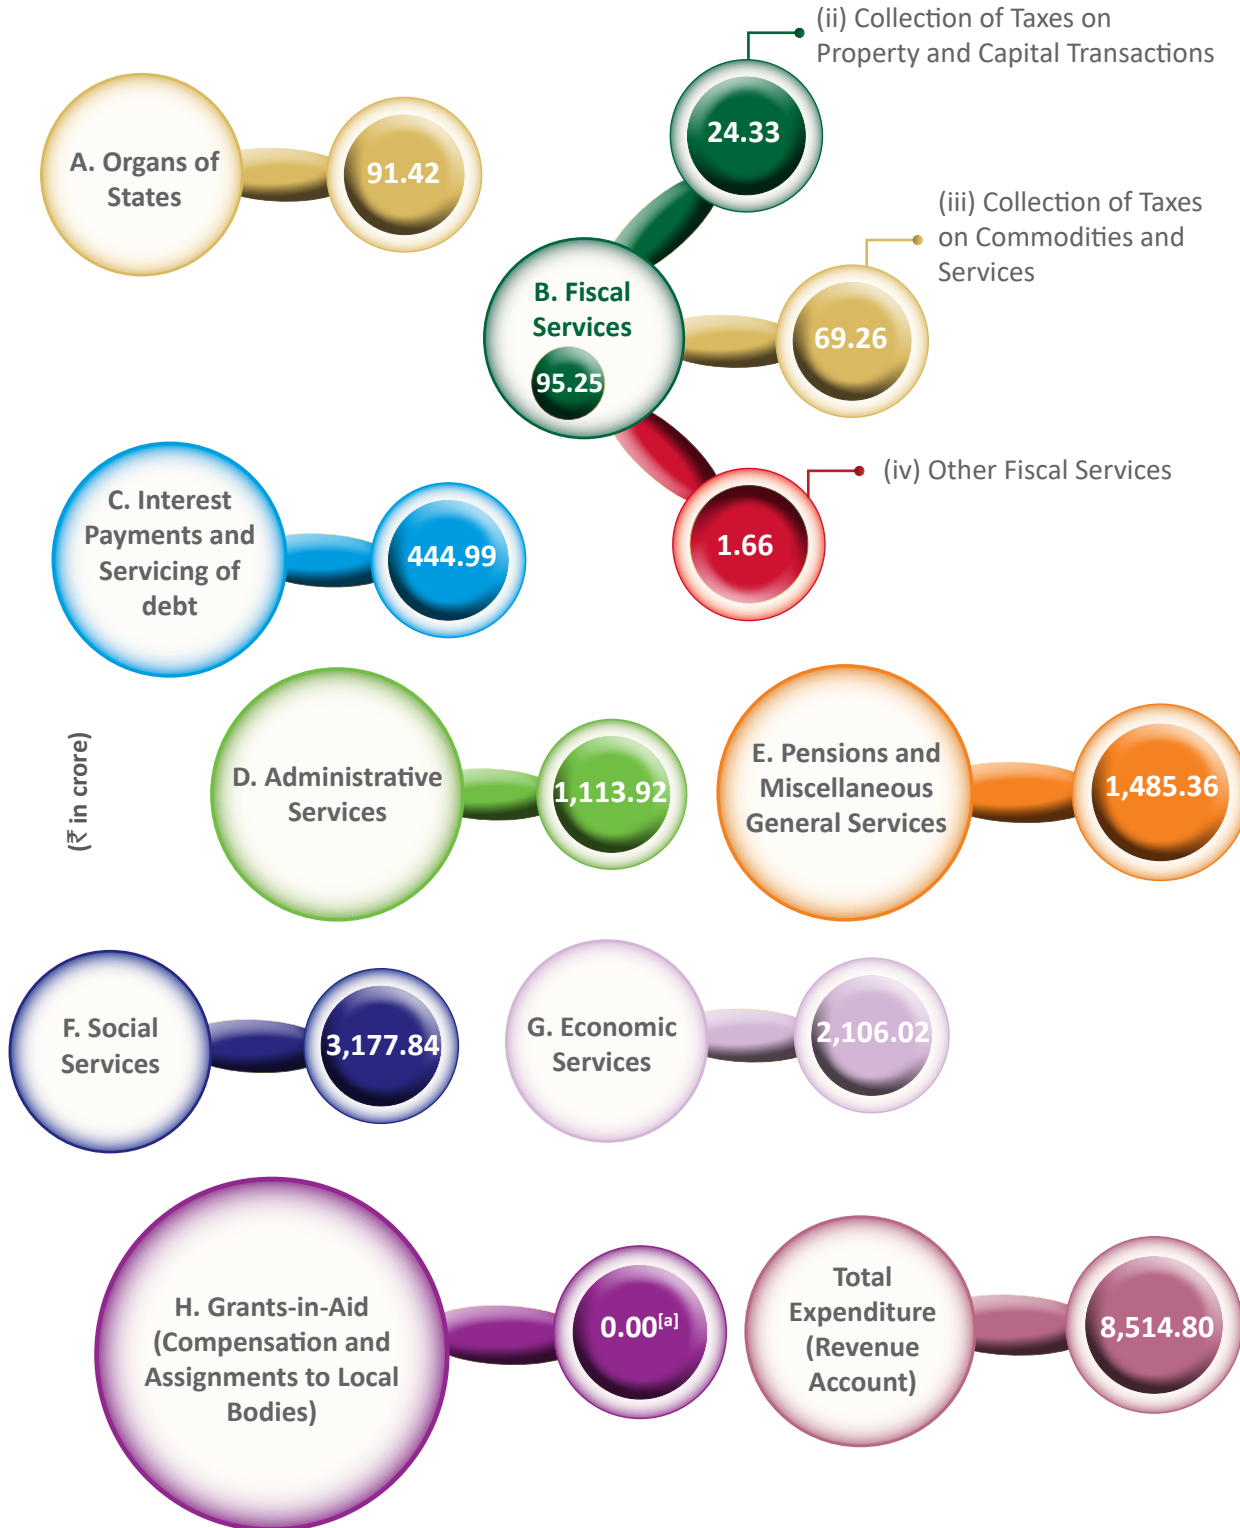 (ii) Collection of Taxes on
Property and Capital Transactions
24.33
A. Organs of
States
91.42
(iii) Collection of Taxes
on Commodities and
Services
B. Fiscal
Services
95.25
69.26
(iv) Other Fiscal Services
1.66
C. Interest
Payments and
Servicing of
debt
444.99
(₹ in crore)
D. Administrative
Services
1,113.92
E. Pensions and
Miscellaneous
General Services
1,485.36
F. Social
Services
3,177.84
G. Economic
Services
2,106.02
H. Grants-in-Aid
(Compensation and
Assignments to Local
Bodies)
0.00[a]
Total
Expenditure
(Revenue
Account)
8,514.80